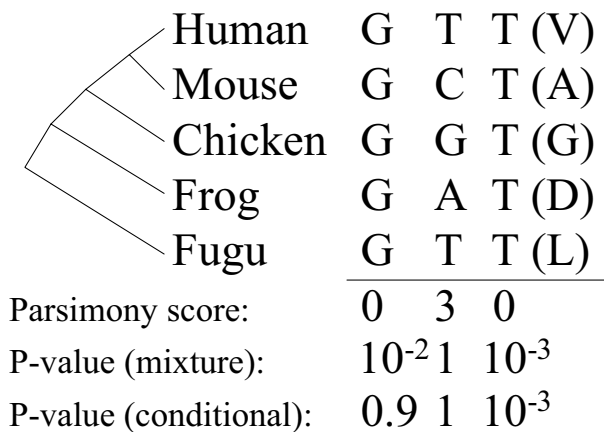 Human G T T (V)
Mouse G C T (A)
Chicken G G T (G)
Frog G A T (D)
Fugu G T T (L)
Parsimony score: 0 3 0
P-value (mixture): 10⁻² 1 10⁻³
P-value (conditional): 0.9 1 10⁻³